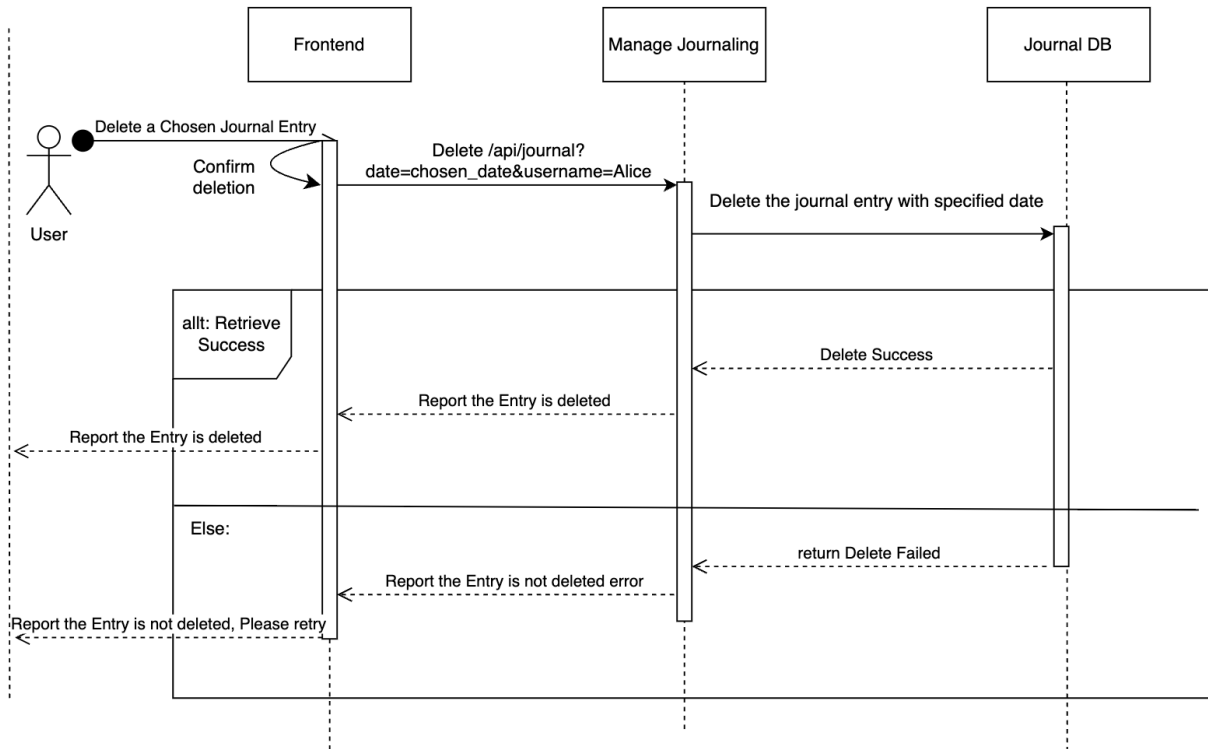 Frontend
Manage Journaling
Journal DB
Delete a Chosen Journal Entry
Confirm
deletion
Delete /api/journal?
date=chosen_date&username=Alice
Delete the journal entry with specified date
User
allt: Retrieve
Success
Delete Success
Report the Entry is deleted
Report the Entry is deleted
Else:
return Delete Failed
Report the Entry is not deleted error
Report the Entry is not deleted, Please retry